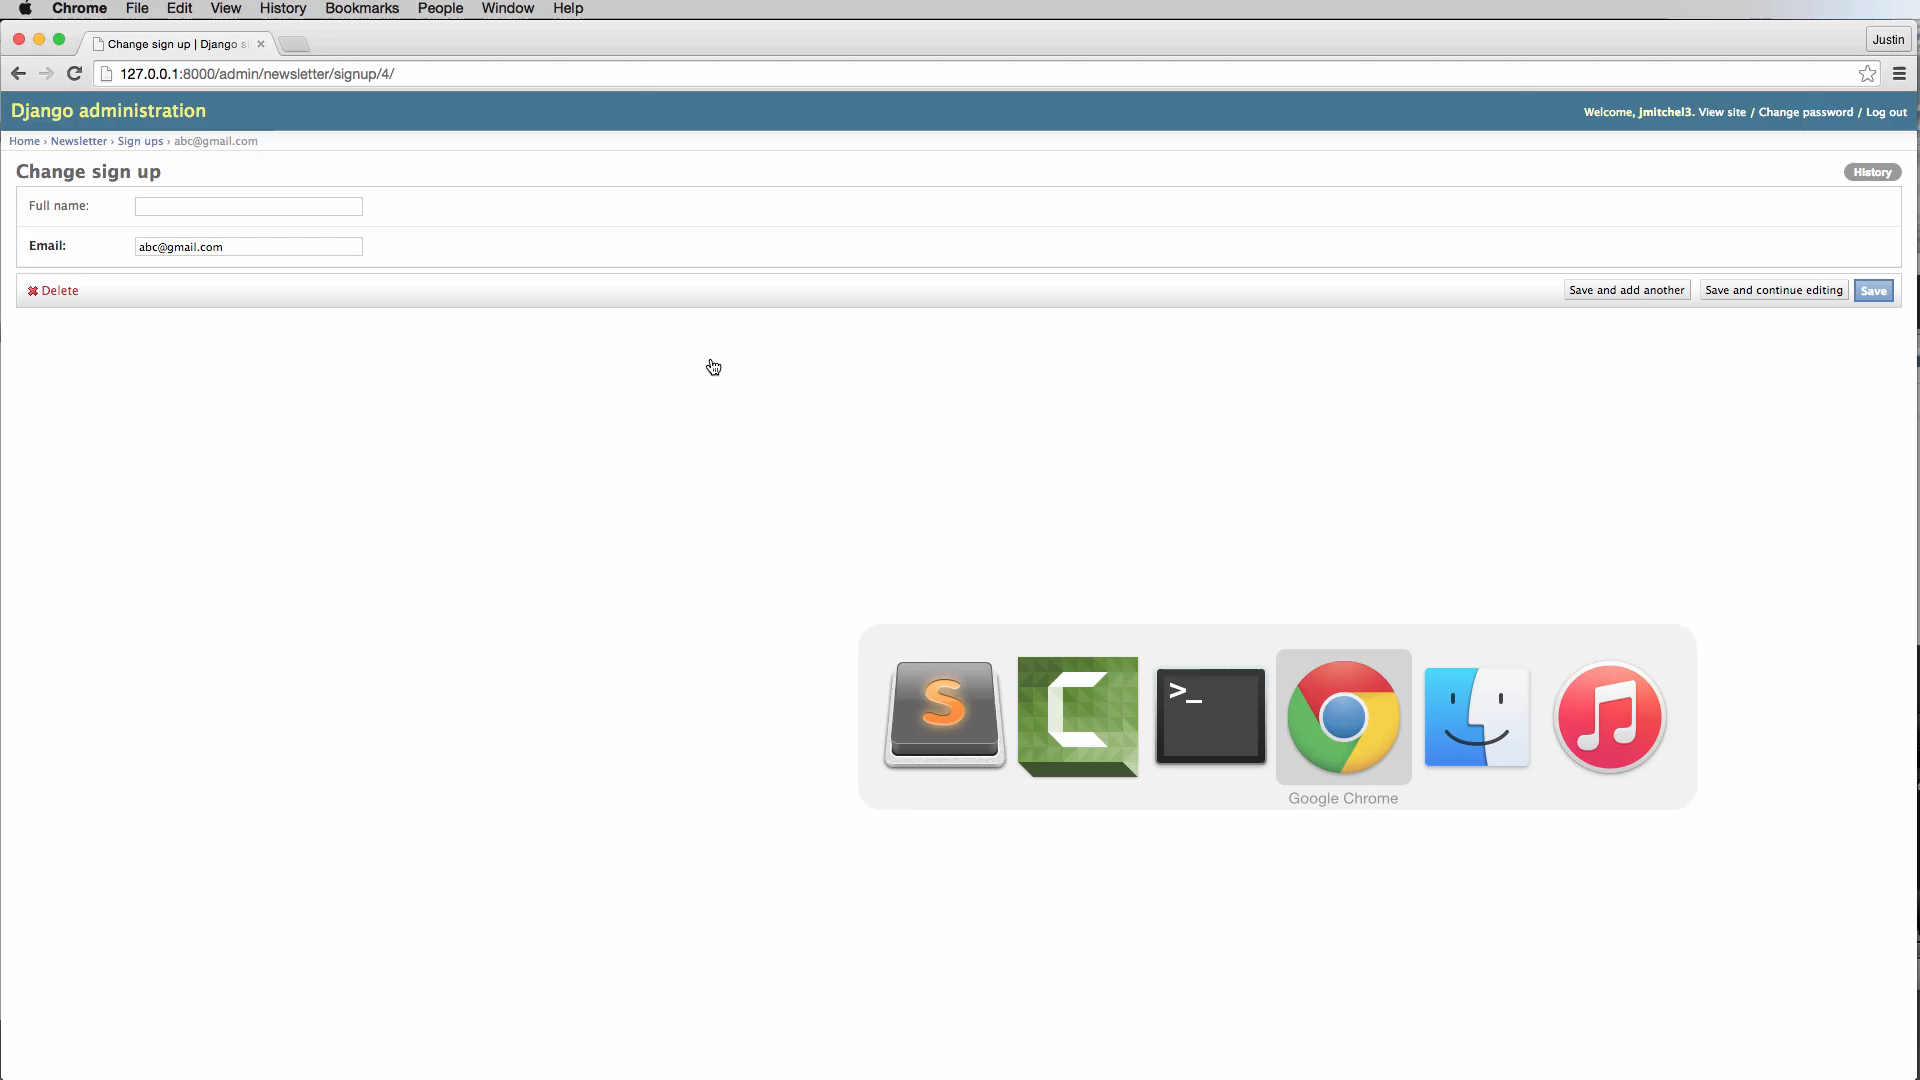 Chrome File Edit View History Bookmarks People Window Help
Change sign up | Django s
Justin
127.0.0.1:8000/admin/newsletter/signup/4/
Django administration
Welcome, jmitchel3. View site / Change password / Log out
Home › Newsletter › Sign ups › abc@gmail.com
Change sign up
History
Full name:
Email: abc@gmail.com
Delete
Save and add another Save and continue editing Save
S
>_
Google Chrome